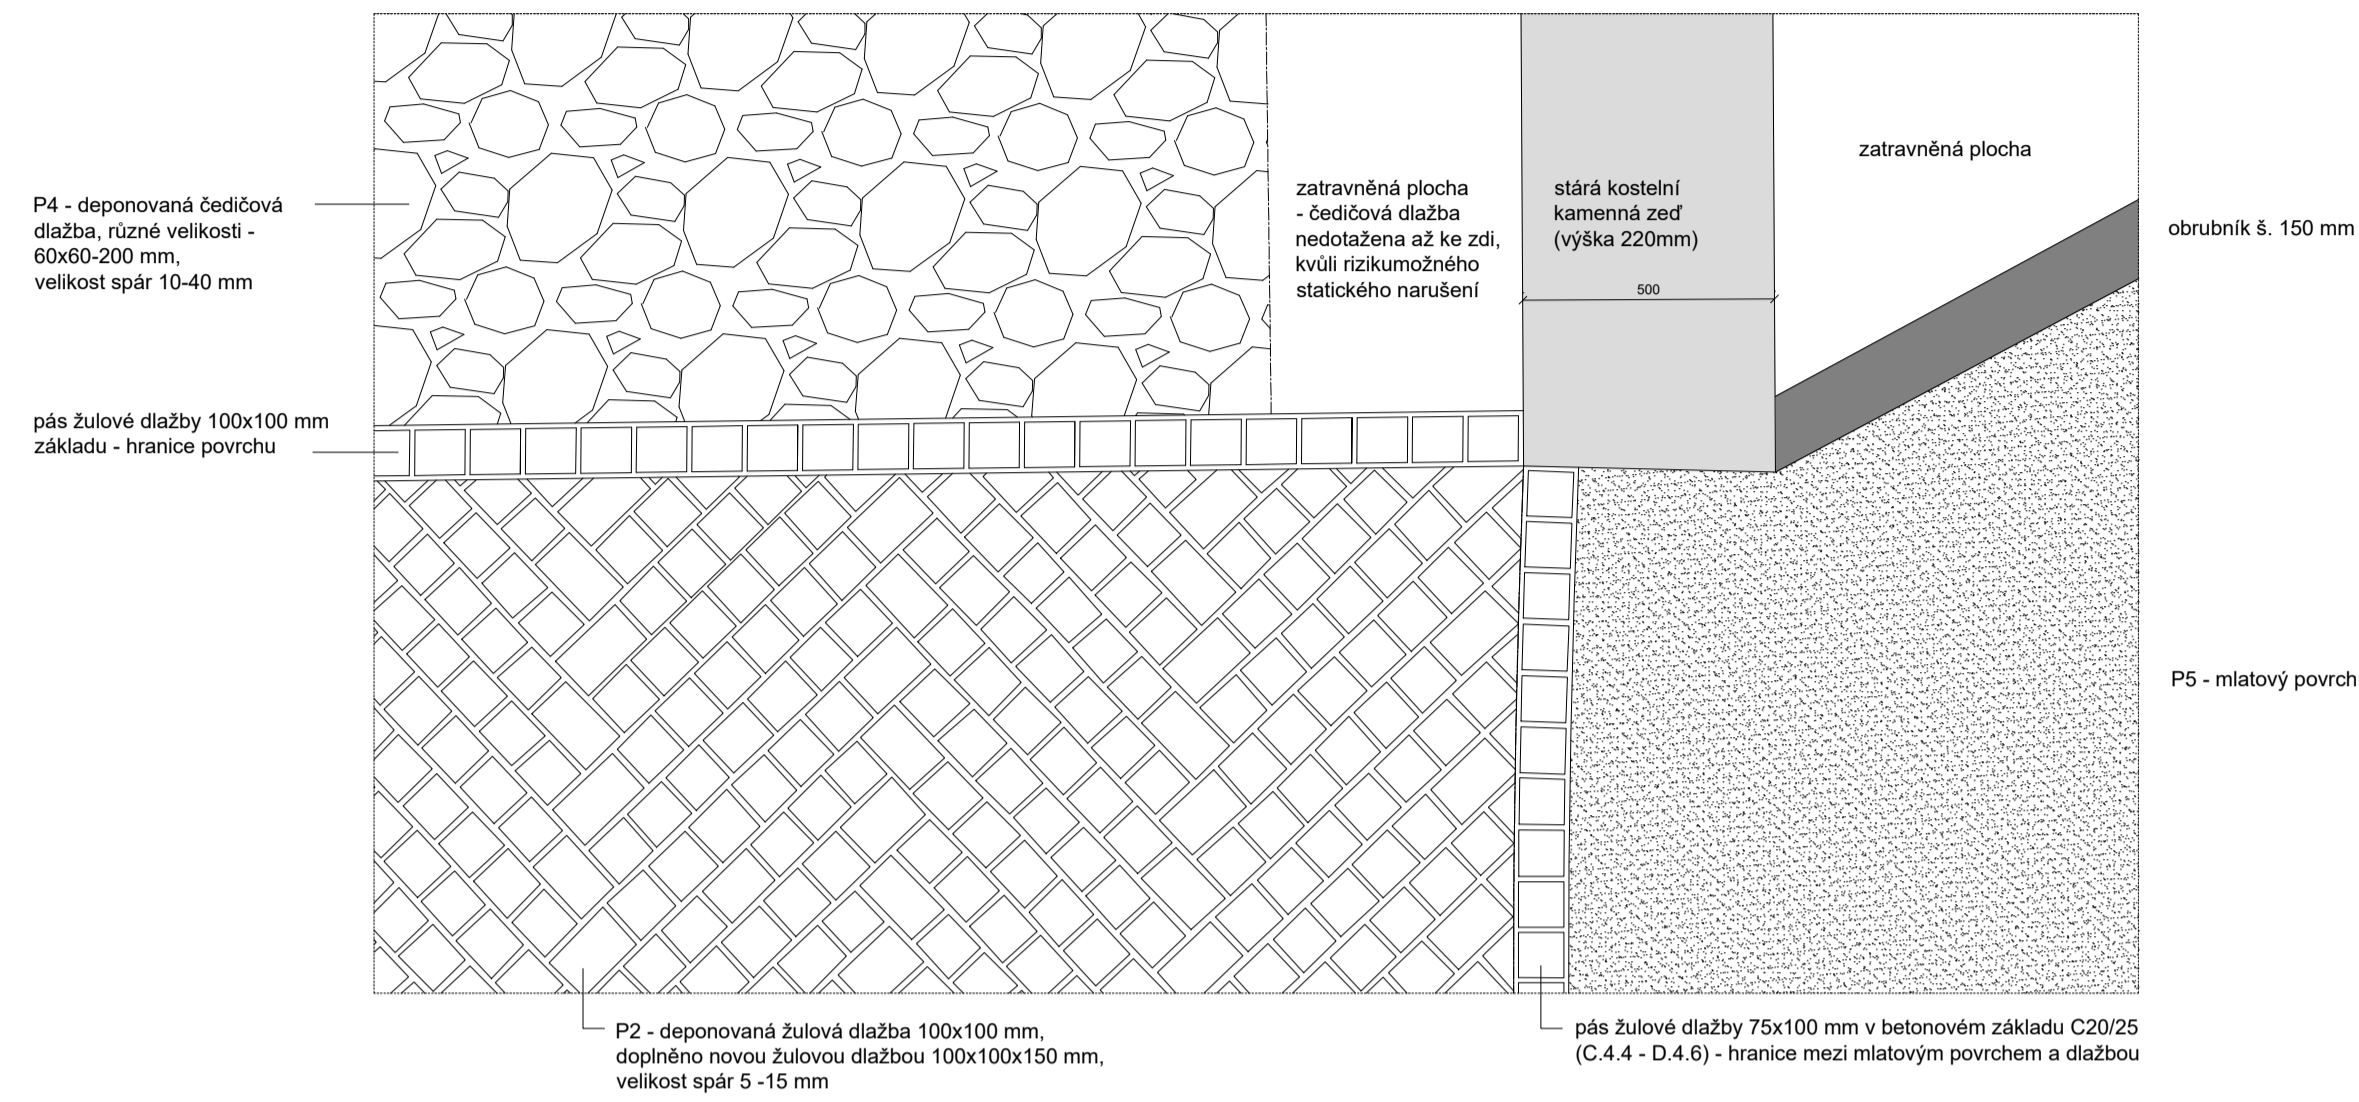 P4 - deponovaná čedičová
dlažba, různé velikosti -
60x60-200 mm,
velikost spár 10-40 mm
pás žulové dlažby 100x100 mm
základu - hranice povrchu
zatravněná plocha
- čedičová dlažba
nedotažena až ke zdi,
kvůli rizikumožného
statického narušení
stárá kostelní
kamenná zeď
(výška 220mm)
500
zatravněná plocha
obrubník š. 150 mm
P5 - mlatový povrch
P2 - deponovaná žulová dlažba 100x100 mm,
doplněno novou žulovou dlažbou 100x100x150 mm,
velikost spár 5 -15 mm
pás žulové dlažby 75x100 mm v betonovém základu C20/25
(C.4.4 - D.4.6) - hranice mezi mlatovým povrchem a dlažbou